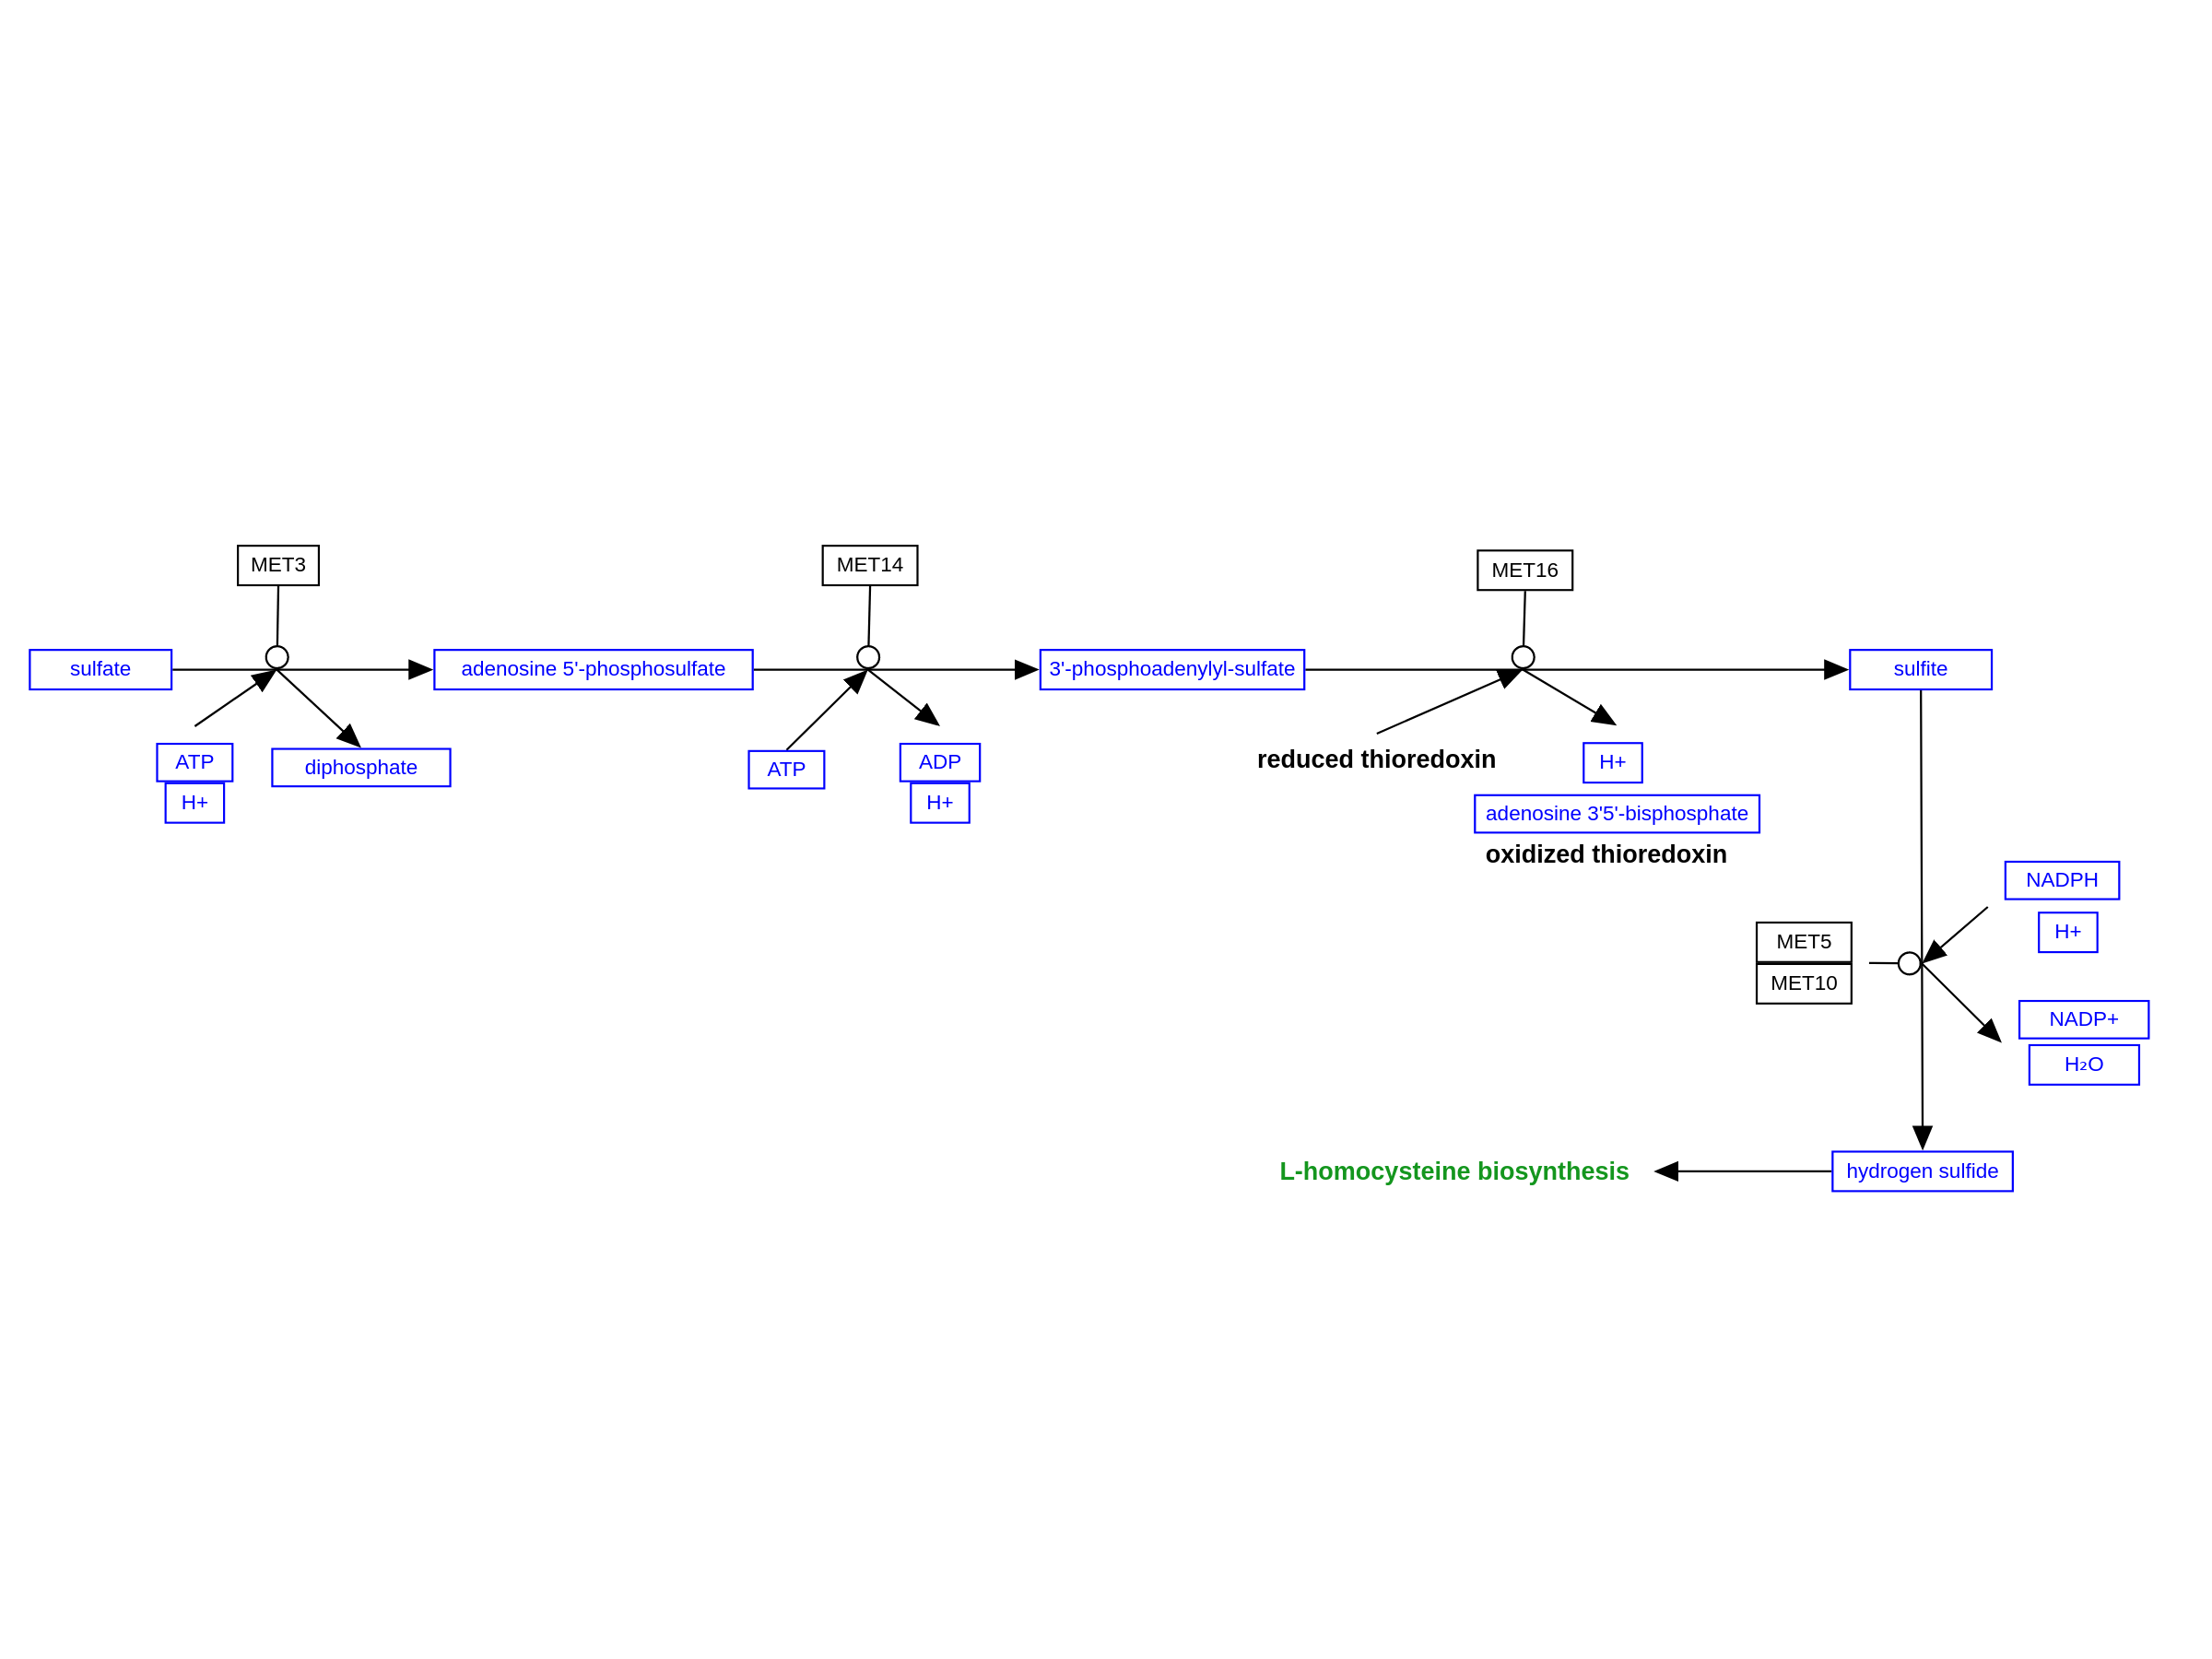 MET3
MET14
MET16
sulfate
adenosine 5'-phosphosulfate
3'-phosphoadenylyl-sulfate
sulfite
ATP
H+
diphosphate
ATP
ADP
H+
reduced thioredoxin
H+
adenosine 3'5'-bisphosphate
oxidized thioredoxin
NADPH
H+
MET5
MET10
NADP+
H₂O
L-homocysteine biosynthesis
hydrogen sulfide